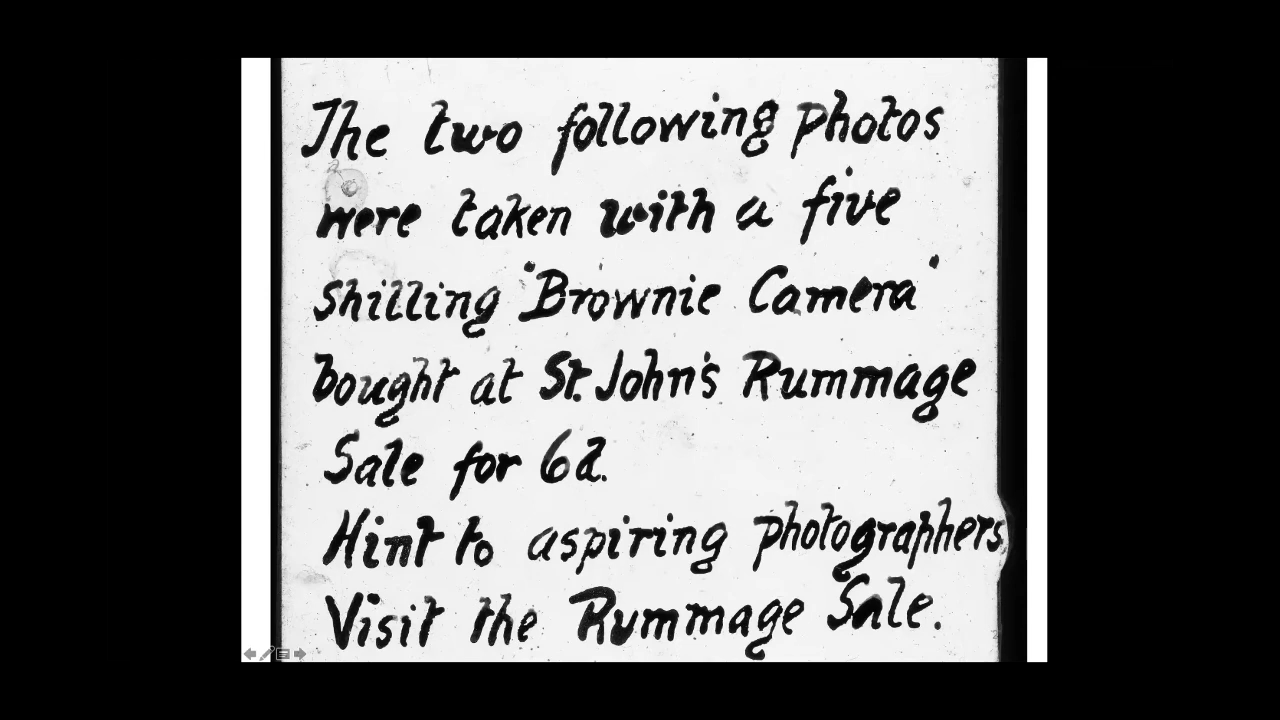 The two following photos
were taken with a five
shilling "Brownie Camera"
bought at St. John's Rummage
Sale for 6d.
Hint to aspiring photographers,
Visit the Rummage Sale.